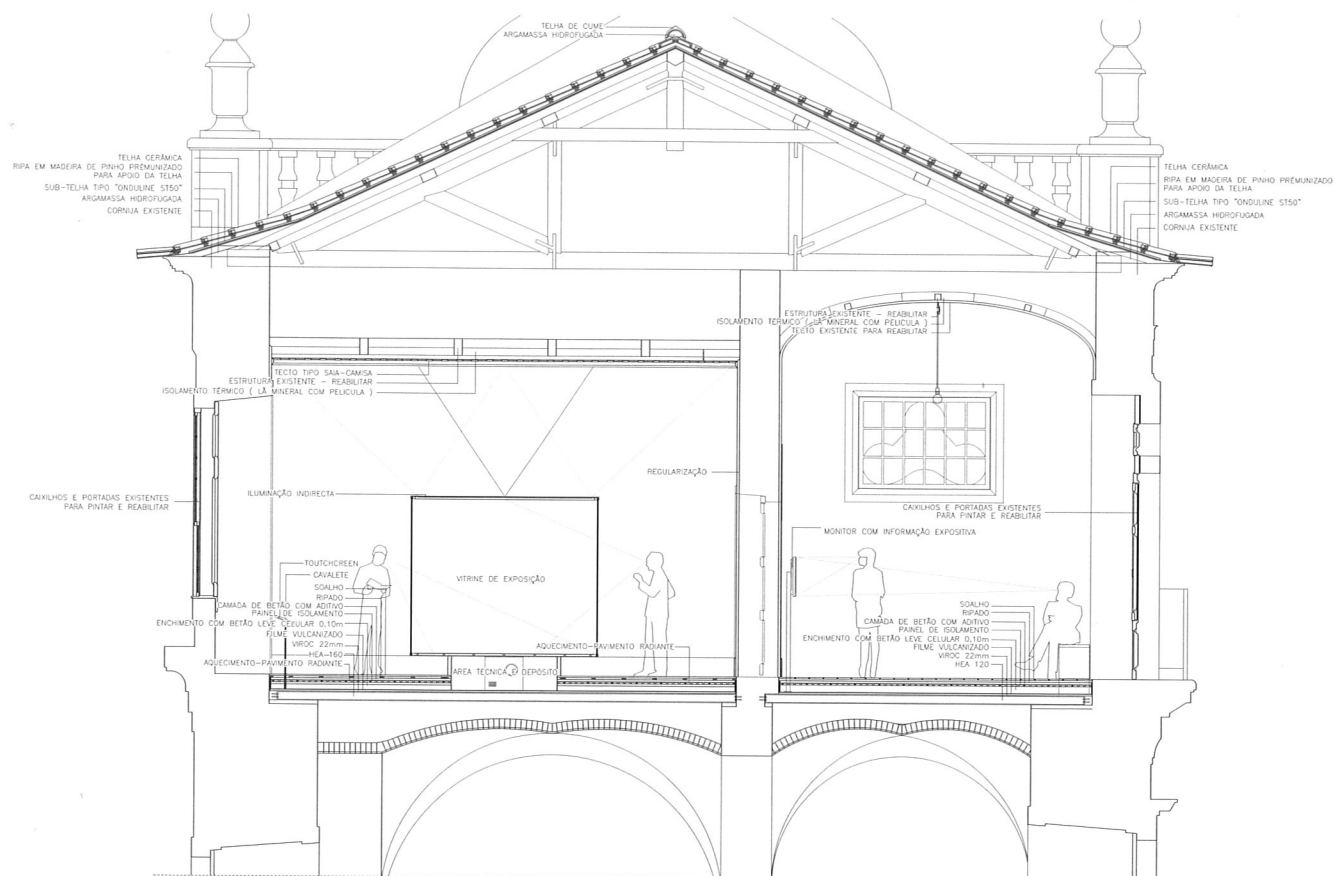 TELHA DE CUME
ARGAMASSA HIDROFUGADA
TELHA CERÂMICA
RIPA EM MADEIRA DE PINHO PREMUNIZADO
PARA APOIO DA TELHA
SUB-TELHA TIPO "ONDULINE ST50"
ARGAMASSA HIDROFUGADA
CORNIJA EXISTENTE
TELHA CERÂMICA
RIPA EM MADEIRA DE PINHO PREMUNIZADO
PARA APOIO DA TELHA
SUB-TELHA TIPO "ONDULINE ST50"
ARGAMASSA HIDROFUGADA
CORNIJA EXISTENTE
ESTRUTURA EXISTENTE - REABILITAR
ISOLAMENTO TÉRMICO ( LÃ MINERAL COM PELICULA )
TECTO EXISTENTE PARA REABILITAR
TECTO TIPO SAIA-CAMISA
ESTRUTURA EXISTENTE - REABILITAR
ISOLAMENTO TÉRMICO ( LÃ MINERAL COM PELICULA )
REGULARIZAÇÃO
CAIXILHOS E PORTADAS EXISTENTES
PARA PINTAR E REABILITAR
ILUMINAÇÃO INDIRECTA
CAIXILHOS E PORTADAS EXISTENTES
PARA PINTAR E REABILITAR
MONITOR COM INFORMAÇÃO EXPOSITIVA
TOUTCHCREEN
CAVALETE
SOALHO
RIPADO
CAMADA DE BETÃO COM ADITIVO
PAINEL DE ISOLAMENTO
ENCHIMENTO COM BETÃO LEVE CELULAR 0,10m
FILME VULCANIZADO
VIROC 22mm
HEA 160
AQUECIMENTO-PAVIMENTO RADIANTE
VITRINE DE EXPOSIÇÃO
AREA TECNICA E DEPOSITO
AQUECIMENTO-PAVIMENTO RADIANTE
SOALHO
RIPADO
CAMADA DE BETÃO COM ADITIVO
PAINEL DE ISOLAMENTO
ENCHIMENTO COM BETÃO LEVE CELULAR 0,10m
FILME VULCANIZADO
VIROC 22mm
HEA 120